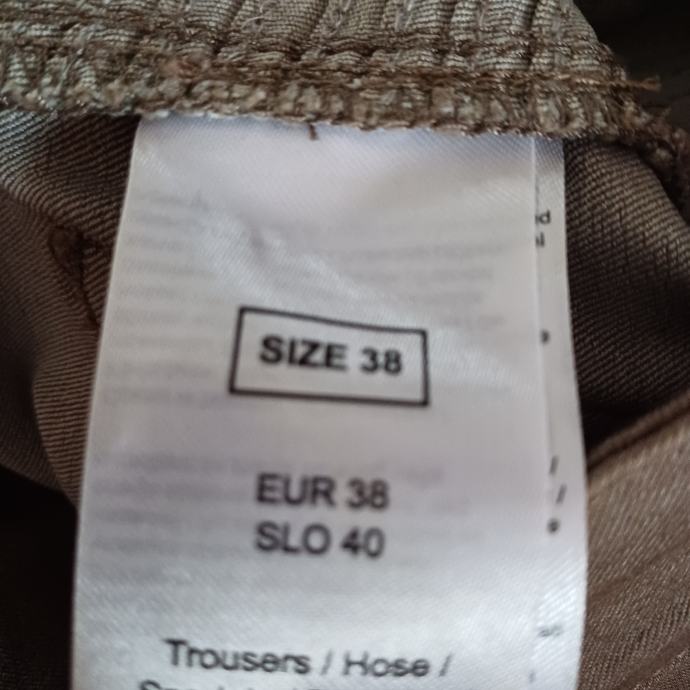 SIZE 38
EUR 38
SLO 40
Trousers / Hose /